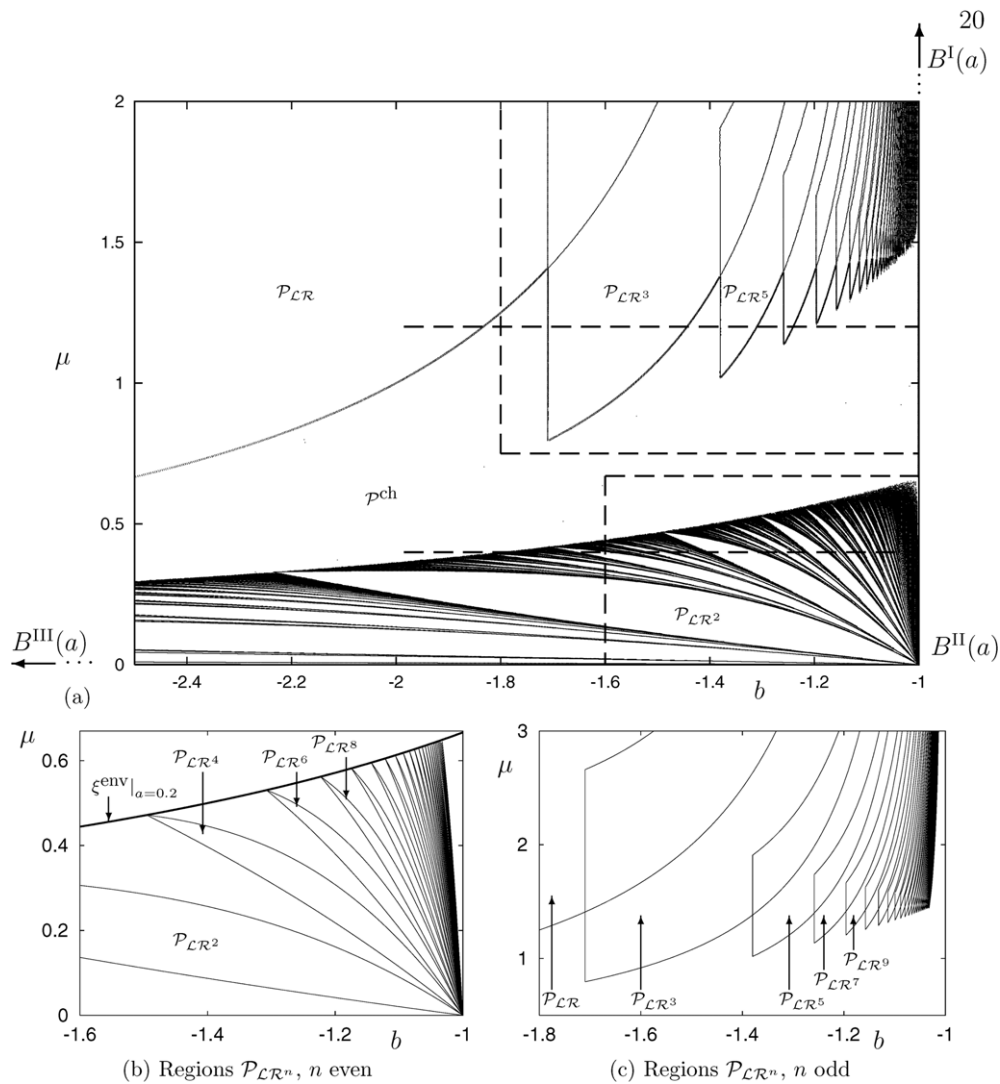 20
B^I(a)
2
1.5
μ
1
0.5
0
P_LR
P_LR^3
P_LR^5
P^ch
P_LR^2
B^III(a)
B^II(a)
(a)
-2.4 -2.2 -2 -1.8 -1.6 -1.4 b -1.2 -1
μ
0.6
0.4
0.2
0
ξ^env|_a=0.2
P_LR^4
P_LR^6
P_LR^8
P_LR^2
-1.6 -1.4 -1.2 b -1
(b) Regions P_LR^n, n even
3
μ
2
1
P_LR
P_LR^3
P_LR^5
P_LR^7
P_LR^9
-1.8 -1.6 -1.4 -1.2 b -1
(c) Regions P_LR^n, n odd